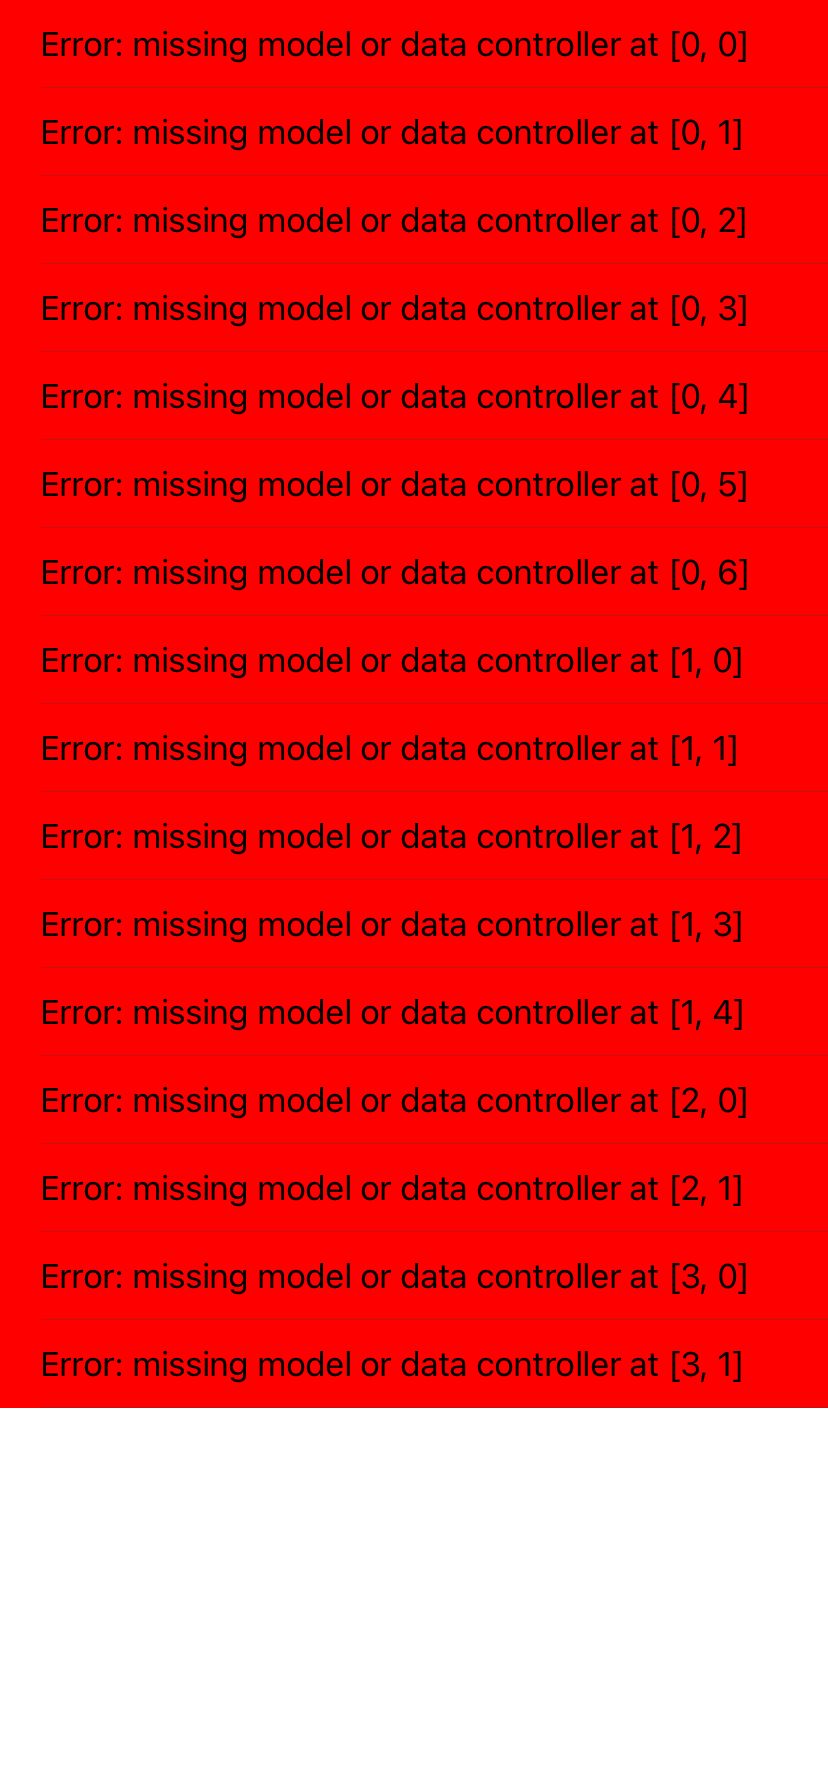 Error: missing model or data controller at [0, 0]
Error: missing model or data controller at [0, 1]
Error: missing model or data controller at [0, 2]
Error: missing model or data controller at [0, 3]
Error: missing model or data controller at [0, 4]
Error: missing model or data controller at [0, 5]
Error: missing model or data controller at [0, 6]
Error: missing model or data controller at [1, 0]
Error: missing model or data controller at [1, 1]
Error: missing model or data controller at [1, 2]
Error: missing model or data controller at [1, 3]
Error: missing model or data controller at [1, 4]
Error: missing model or data controller at [2, 0]
Error: missing model or data controller at [2, 1]
Error: missing model or data controller at [3, 0]
Error: missing model or data controller at [3, 1]